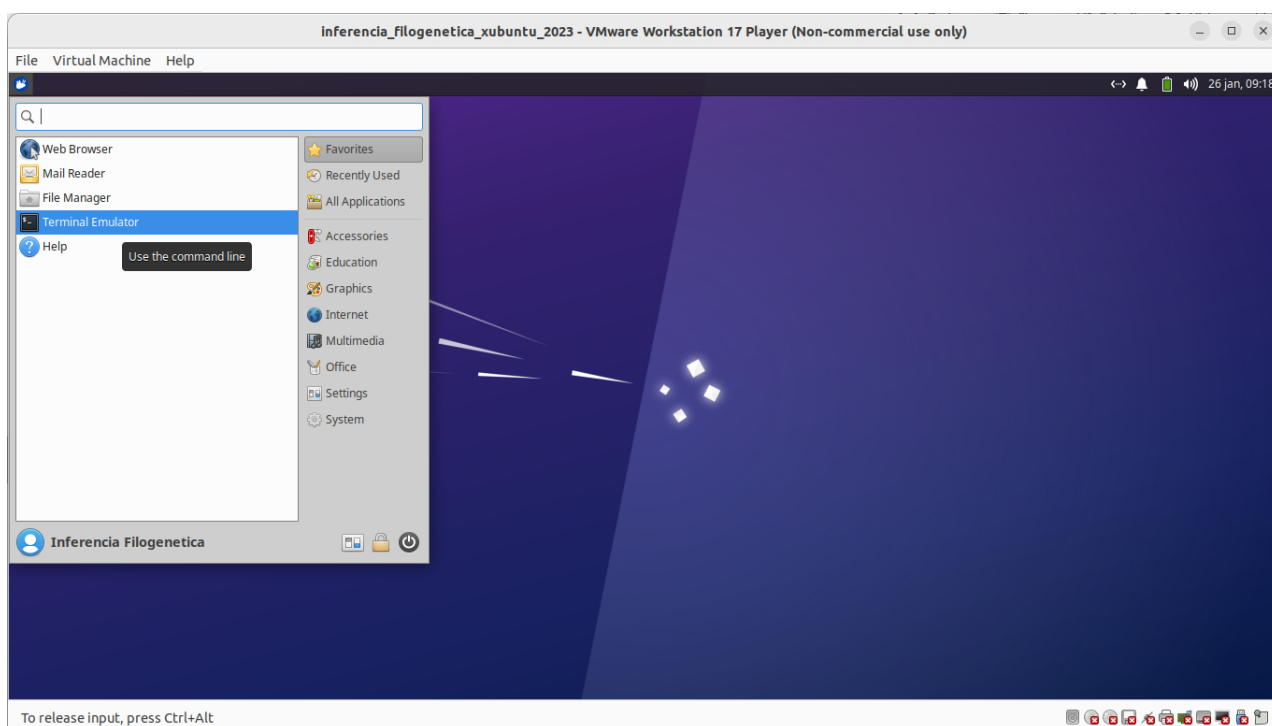 inferencia_filogenetica_xubuntu_2023 - VMware Workstation 17 Player (Non-commercial use only)
File Virtual Machine Help
26 jan, 09:18
Web Browser
Mail Reader
File Manager
Terminal Emulator
Help
Use the command line
Favorites
Recently Used
All Applications
Accessories
Education
Graphics
Internet
Multimedia
Office
Settings
System
Inferencia Filogenetica
To release input, press Ctrl+Alt